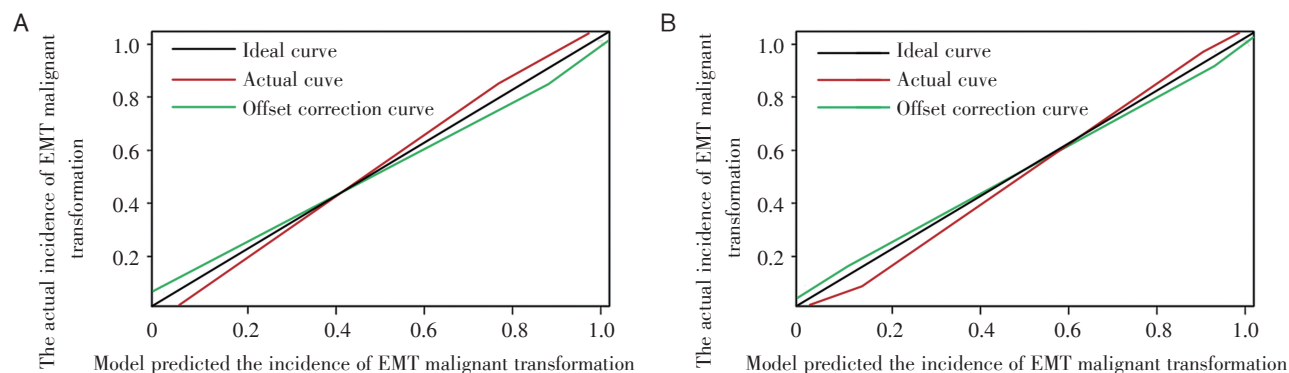 A
The actual incidence of EMT malignant
transformation
1.0
0.8
0.6
0.4
0.2
Ideal curve
Actual cuve
Offset correction curve
0 0.2 0.4 0.6 0.8 1.0
Model predicted the incidence of EMT malignant transformation
B
The actual incidence of EMT malignant
transformation
1.0
0.8
0.6
0.4
0.2
Ideal curve
Actual cuve
Offset correction curve
0 0.2 0.4 0.6 0.8 1.0
Model predicted the incidence of EMT malignant transformation